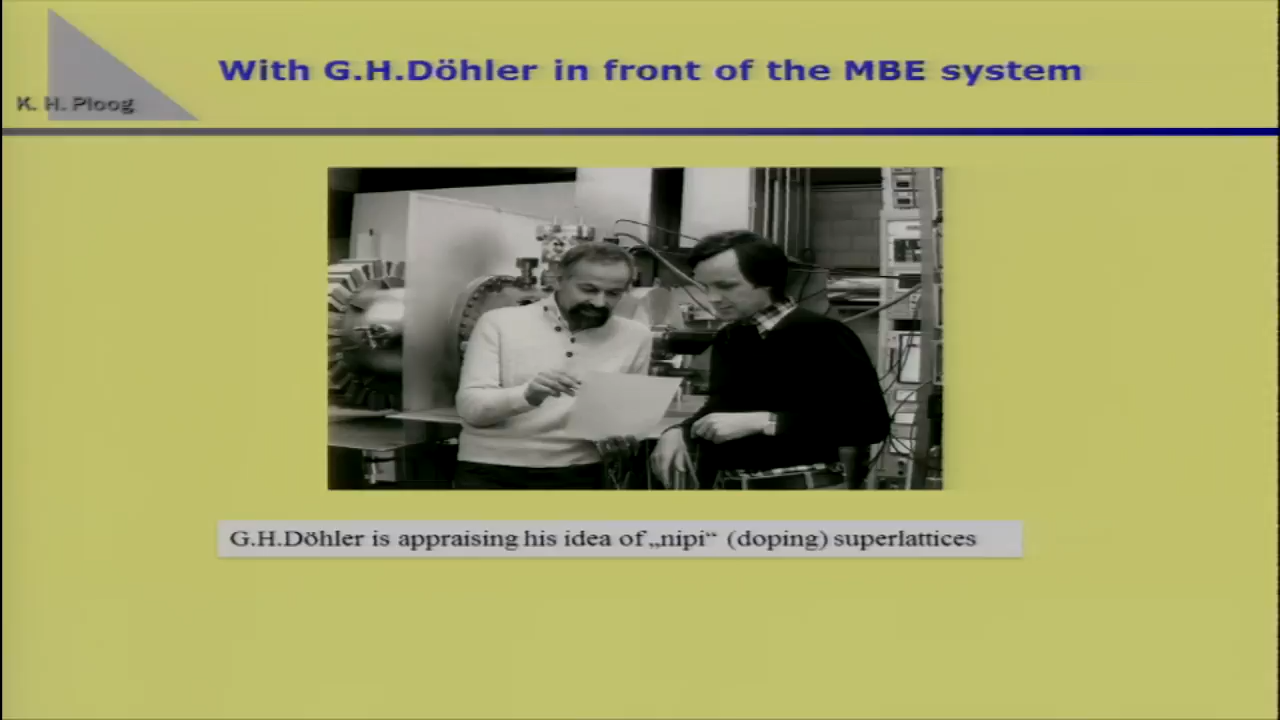 With G.H.Döhler in front of the MBE system
K. H. Ploog
G.H.Döhler is appraising his idea of „nipi“ (doping) superlattices